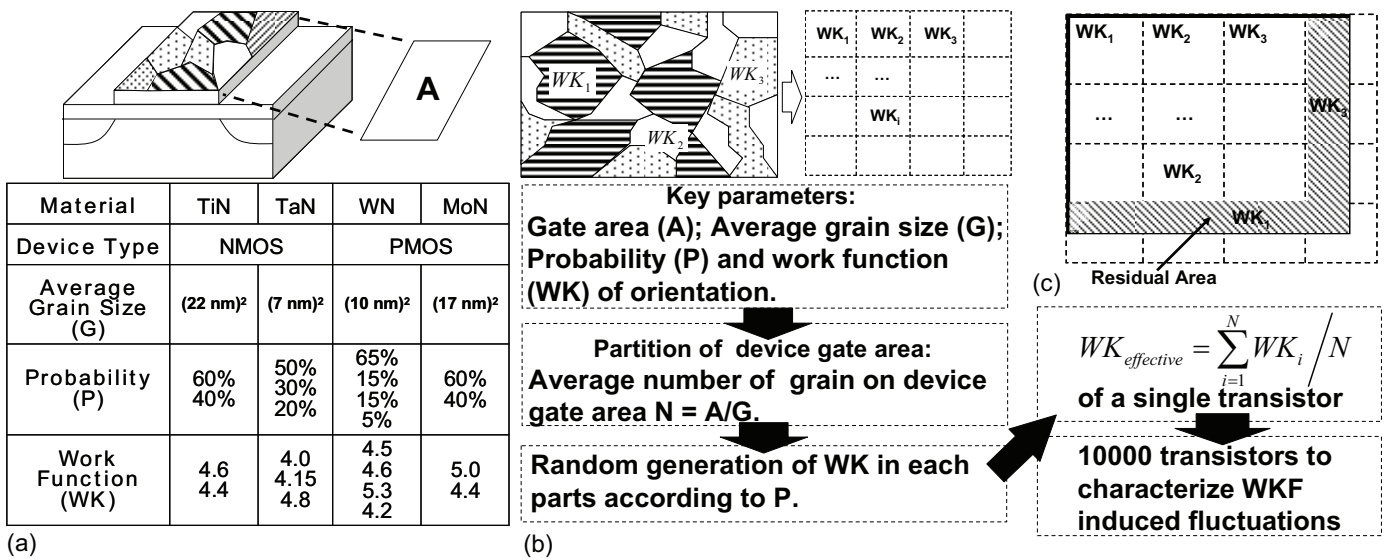 A
Material TiN TaN WN MoN
Device Type NMOS PMOS
Average
Grain Size
(G)
(22 nm)² (7 nm)² (10 nm)² (17 nm)²
Probability
(P)
60%
40%
50%
30%
20%
65%
15%
15%
5%
60%
40%
Work
Function
(WK)
4.6
4.4
4.0
4.15
4.8
4.5
4.6
5.3
4.2
5.0
4.4
(a)
WK₁
WK₂
WK₃
WK₁ WK₂ WK₃
... ...
WKᵢ
Key parameters:
Gate area (A); Average grain size (G);
Probability (P) and work function
(WK) of orientation.
Partition of device gate area:
Average number of grain on device
gate area N = A/G.
Random generation of WK in each
parts according to P.
(b)
WK₁ WK₂ WK₃
... ...
WK₃
WK₂
WK₁
Residual Area
(c)
WK_effective = ∑_{i=1}^{N} WK_i / N
of a single transistor
10000 transistors to
characterize WKF
induced fluctuations